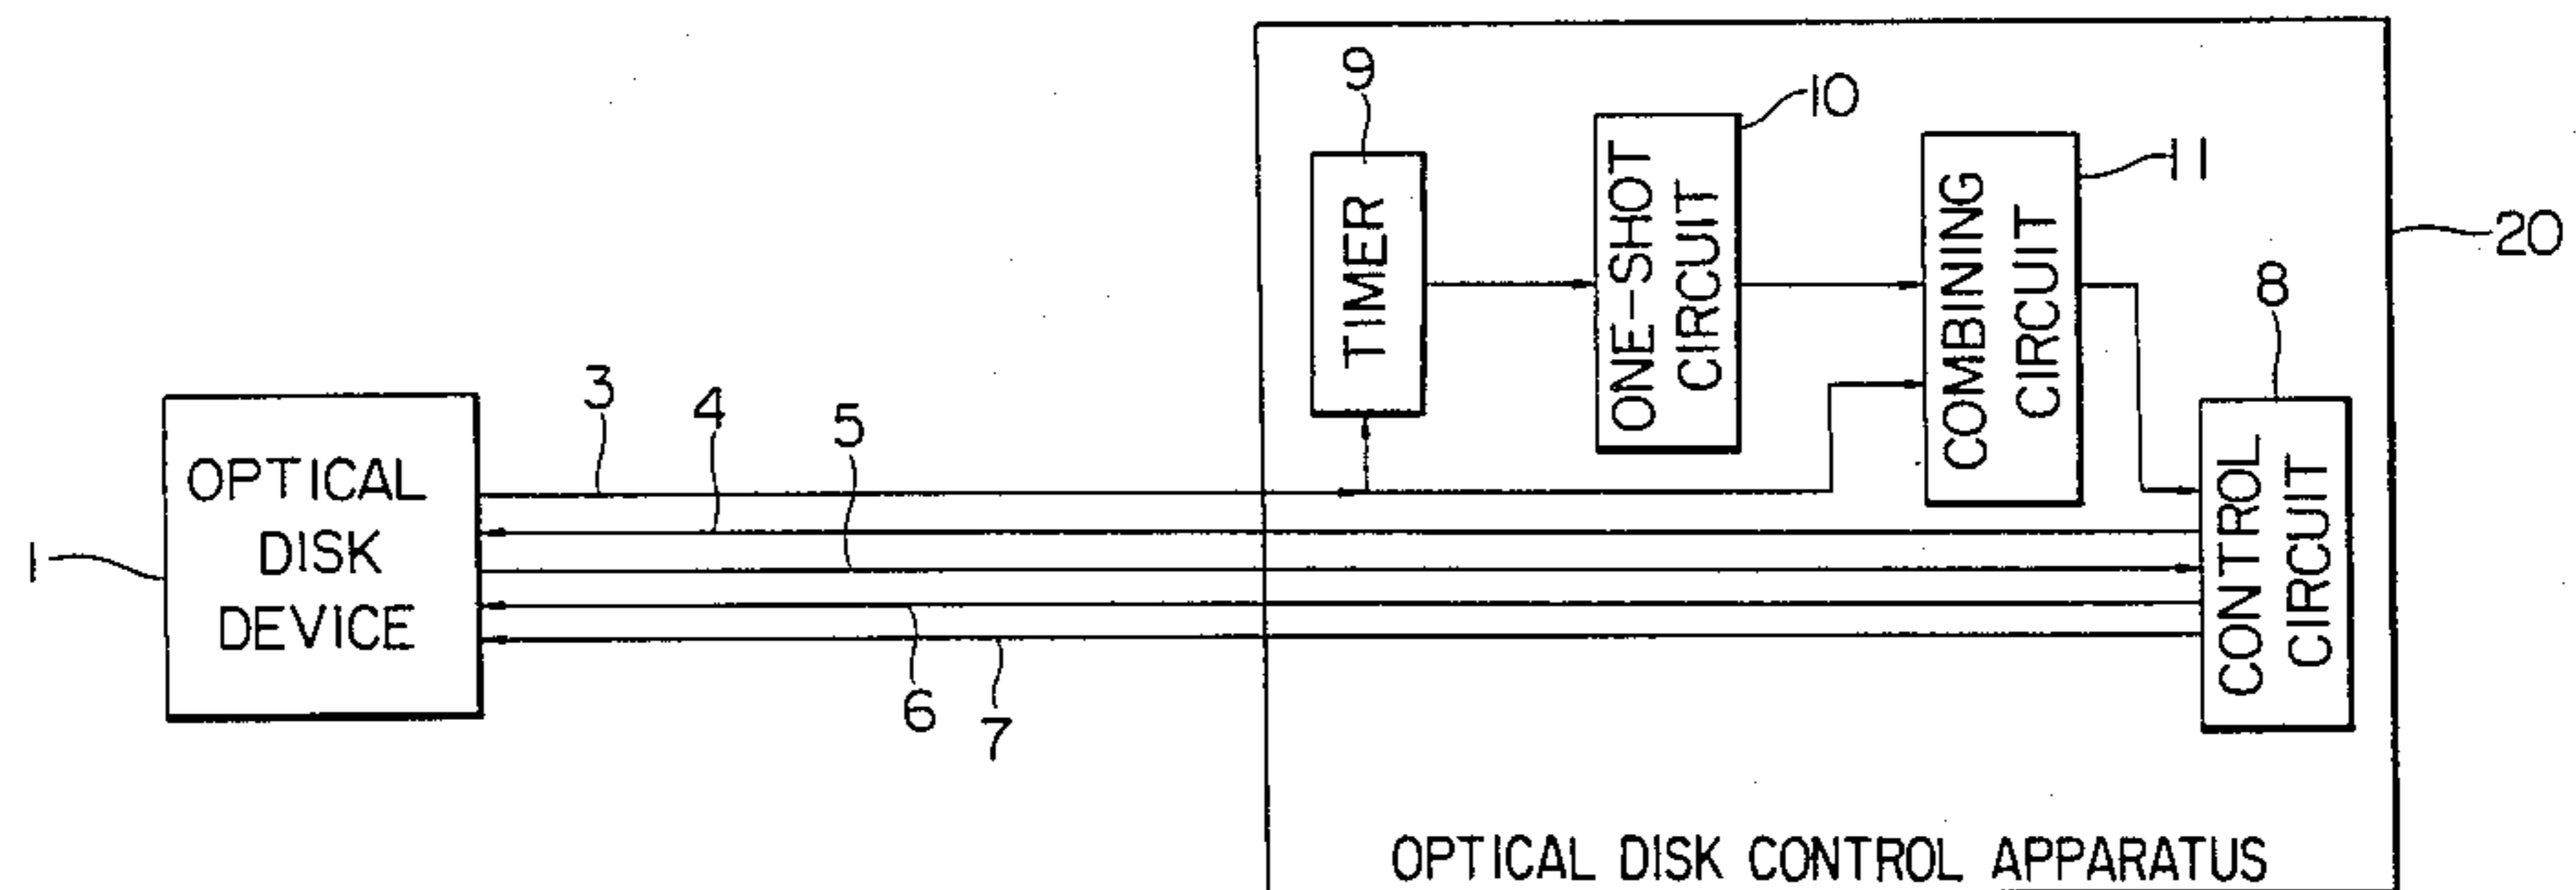 1
OPTICAL
DISK
DEVICE
3
4
5
6
7
9
TIMER
10
ONE-SHOT
CIRCUIT
11
COMBINING
CIRCUIT
8
CONTROL
CIRCUIT
20
OPTICAL DISK CONTROL APPARATUS